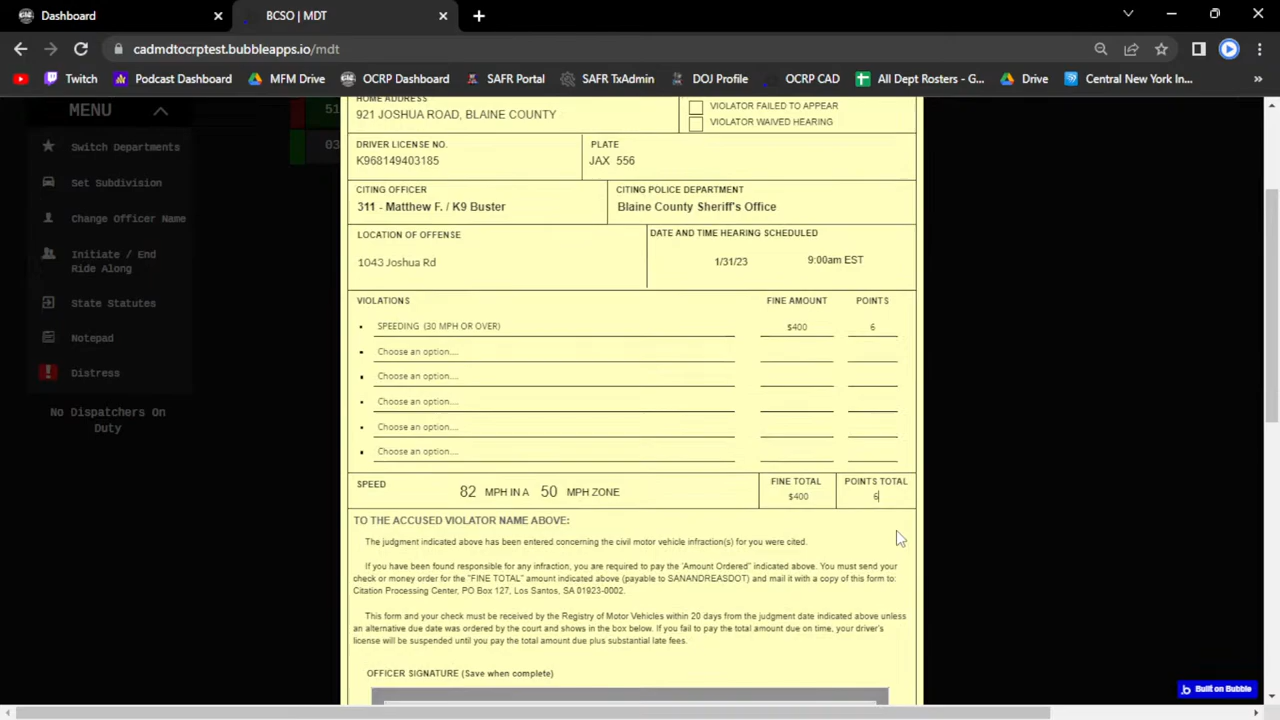 Dashboard
BCSO | MDT
cadmdtocrptest.bubbleapps.io/mdt
Twitch
Podcast Dashboard
MFM Drive
OCRP Dashboard
SAFR Portal
SAFR TxAdmin
DOJ Profile
OCRP CAD
All Dept Rosters - G...
Drive
Central New York In...
»
MENU
Switch Departments
Set Subdivision
Change Officer Name
Initiate / End
Ride Along
State Statutes
Notepad
Distress
No Dispatchers On
Duty
51
03
HOME ADDRESS
921 JOSHUA ROAD, BLAINE COUNTY
VIOLATOR FAILED TO APPEAR
VIOLATOR WAIVED HEARING
DRIVER LICENSE NO.
K968149403185
PLATE
JAX 556
CITING OFFICER
311 - Matthew F. / K9 Buster
CITING POLICE DEPARTMENT
Blaine County Sheriff's Office
LOCATION OF OFFENSE
1043 Joshua Rd
DATE AND TIME HEARING SCHEDULED
1/31/23 9:00am EST
VIOLATIONS FINE AMOUNT POINTS
• SPEEDING (30 MPH OR OVER) $400 6
• Choose an option....
• Choose an option....
• Choose an option....
• Choose an option....
• Choose an option....
SPEED
82 MPH IN A 50 MPH ZONE
FINE TOTAL
$400
POINTS TOTAL
6
TO THE ACCUSED VIOLATOR NAME ABOVE:
The judgment indicated above has been entered concerning the civil motor vehicle infraction(s) for you were cited.
If you have been found responsible for any infraction, you are required to pay the 'Amount Ordered" indicated above. You must send your
check or money order for the "FINE TOTAL" amount indicated above (payable to SANANDREASDOT) and mail it with a copy of this form to:
Citation Processing Center, PO Box 127, Los Santos, SA 01923-0002.
This form and your check must be received by the Registry of Motor Vehicles within 20 days from the judgment date indicated above unless
an alternative due date was ordered by the court and shows in the box below. If you fail to pay the total amount due on time, your driver's
license will be suspended until you pay the total amount due plus substantial late fees.
OFFICER SIGNATURE (Save when complete)
Built on Bubble